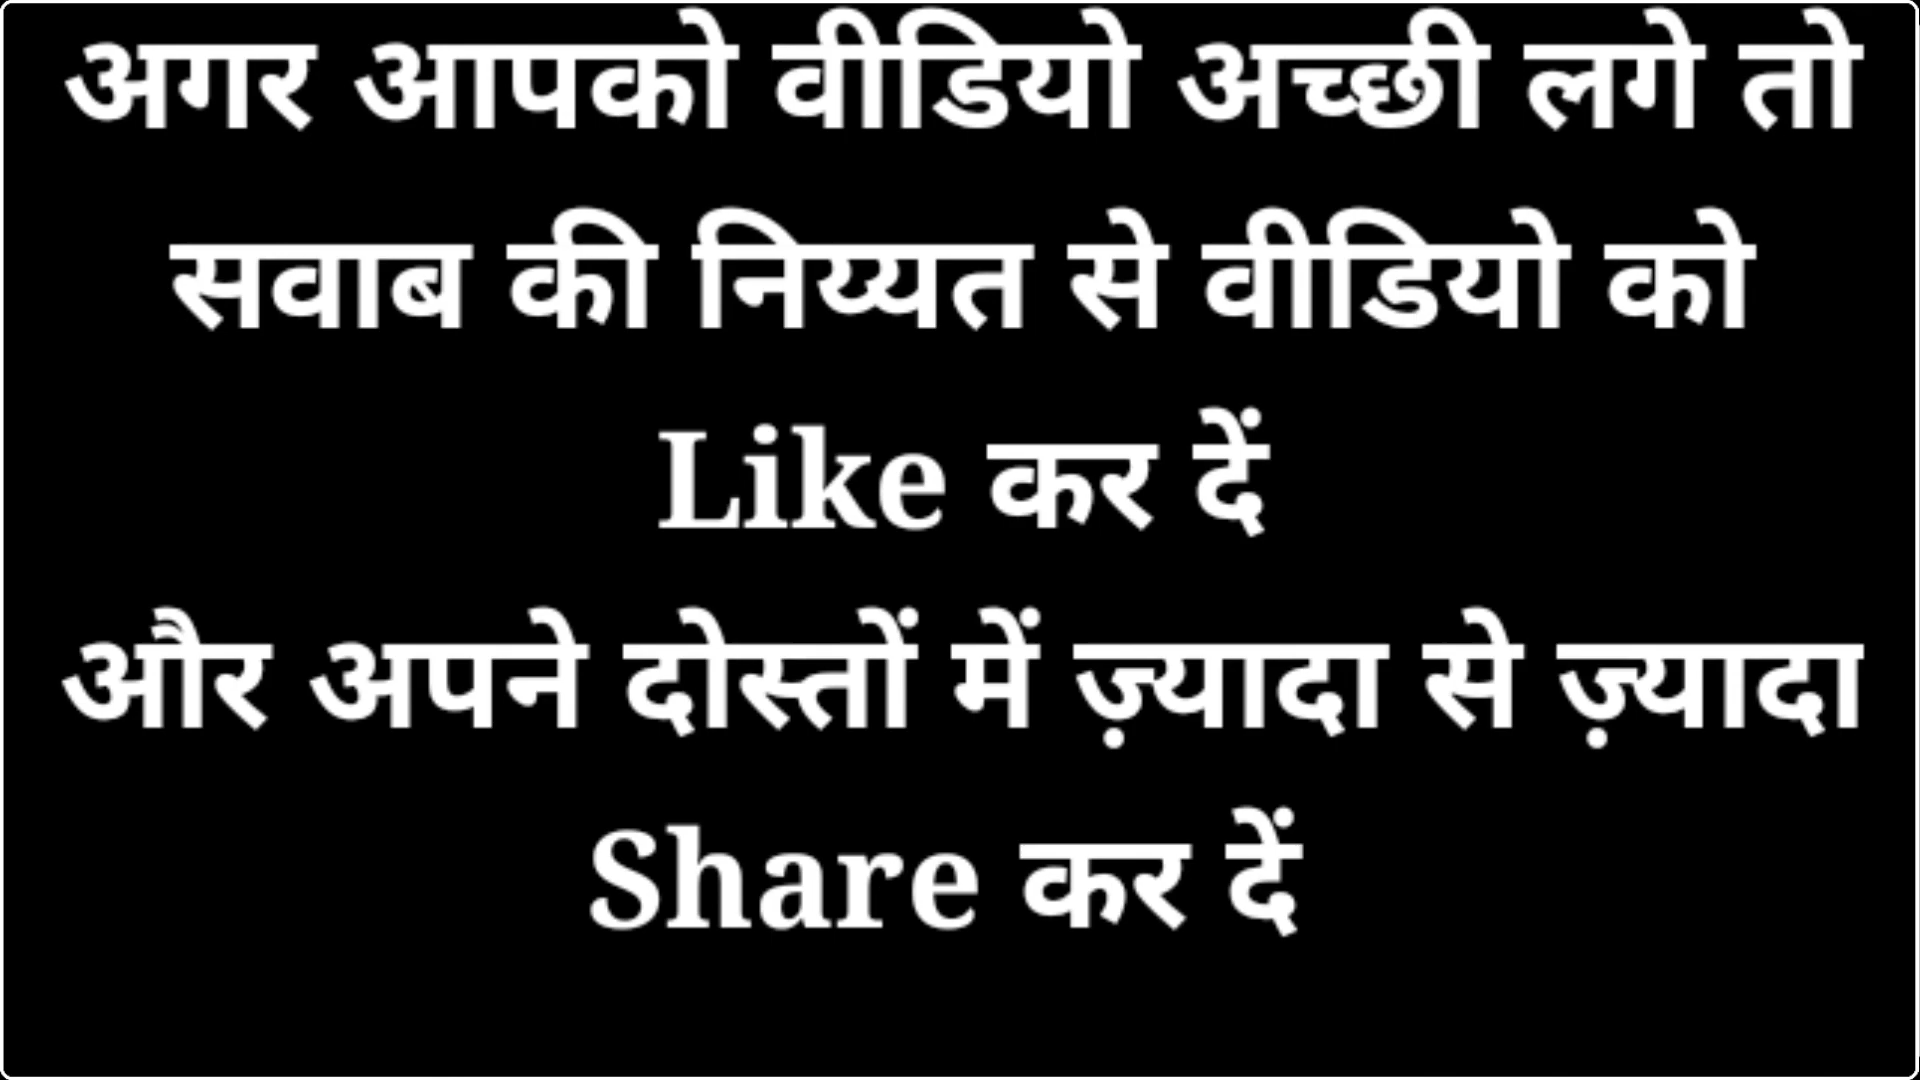 अगर आपको वीडियो अच्छी लगे तो
सवाब की निय्यत से वीडियो को
Like कर दें
और अपने दोस्तों में ज़्यादा से ज़्यादा
Share कर दें